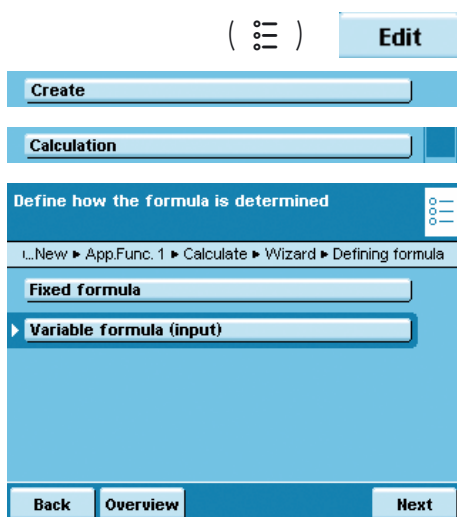 ( ) Edit
Create
Calculation
Define how the formula is determined
...New ▸ App.Func. 1 ▸ Calculate ▸ Wizard ▸ Defining formula
Fixed formula
Variable formula (input)
Back Overview Next